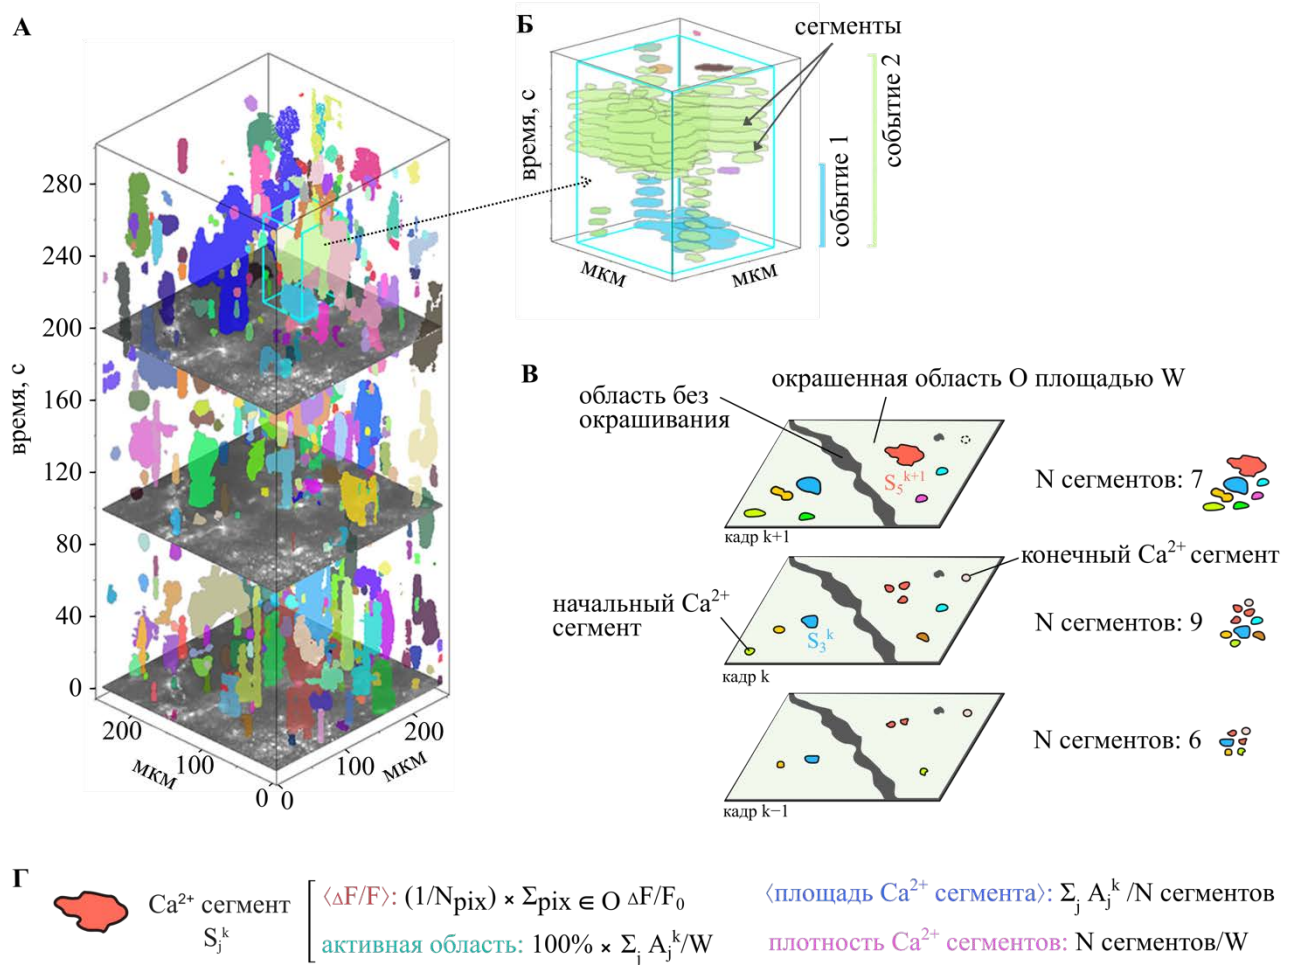 А
время, с
280
240
200
160
120
80
40
0
200
100
0
мкм
0
100
200
мкм
Б
сегменты
время, с
событие 1
событие 2
мкм
мкм
В
область без
окрашивания
окрашенная область O площадью W
S₅ᵏ⁺¹
кадр k+1
N сегментов: 7
начальный Ca²⁺
сегмент
S₃ᵏ
конечный Ca²⁺ сегмент
кадр k
N сегментов: 9
кадр k−1
N сегментов: 6
Г
Ca²⁺ сегмент
Sⱼᵏ
⟨ΔF/F⟩: (1/Npix) × Σpix ∈ O ΔF/F₀
активная область: 100% × Σⱼ Aⱼᵏ/W
⟨площадь Ca²⁺ сегмента⟩: Σⱼ Aⱼᵏ /N сегментов
плотность Ca²⁺ сегментов: N сегментов/W